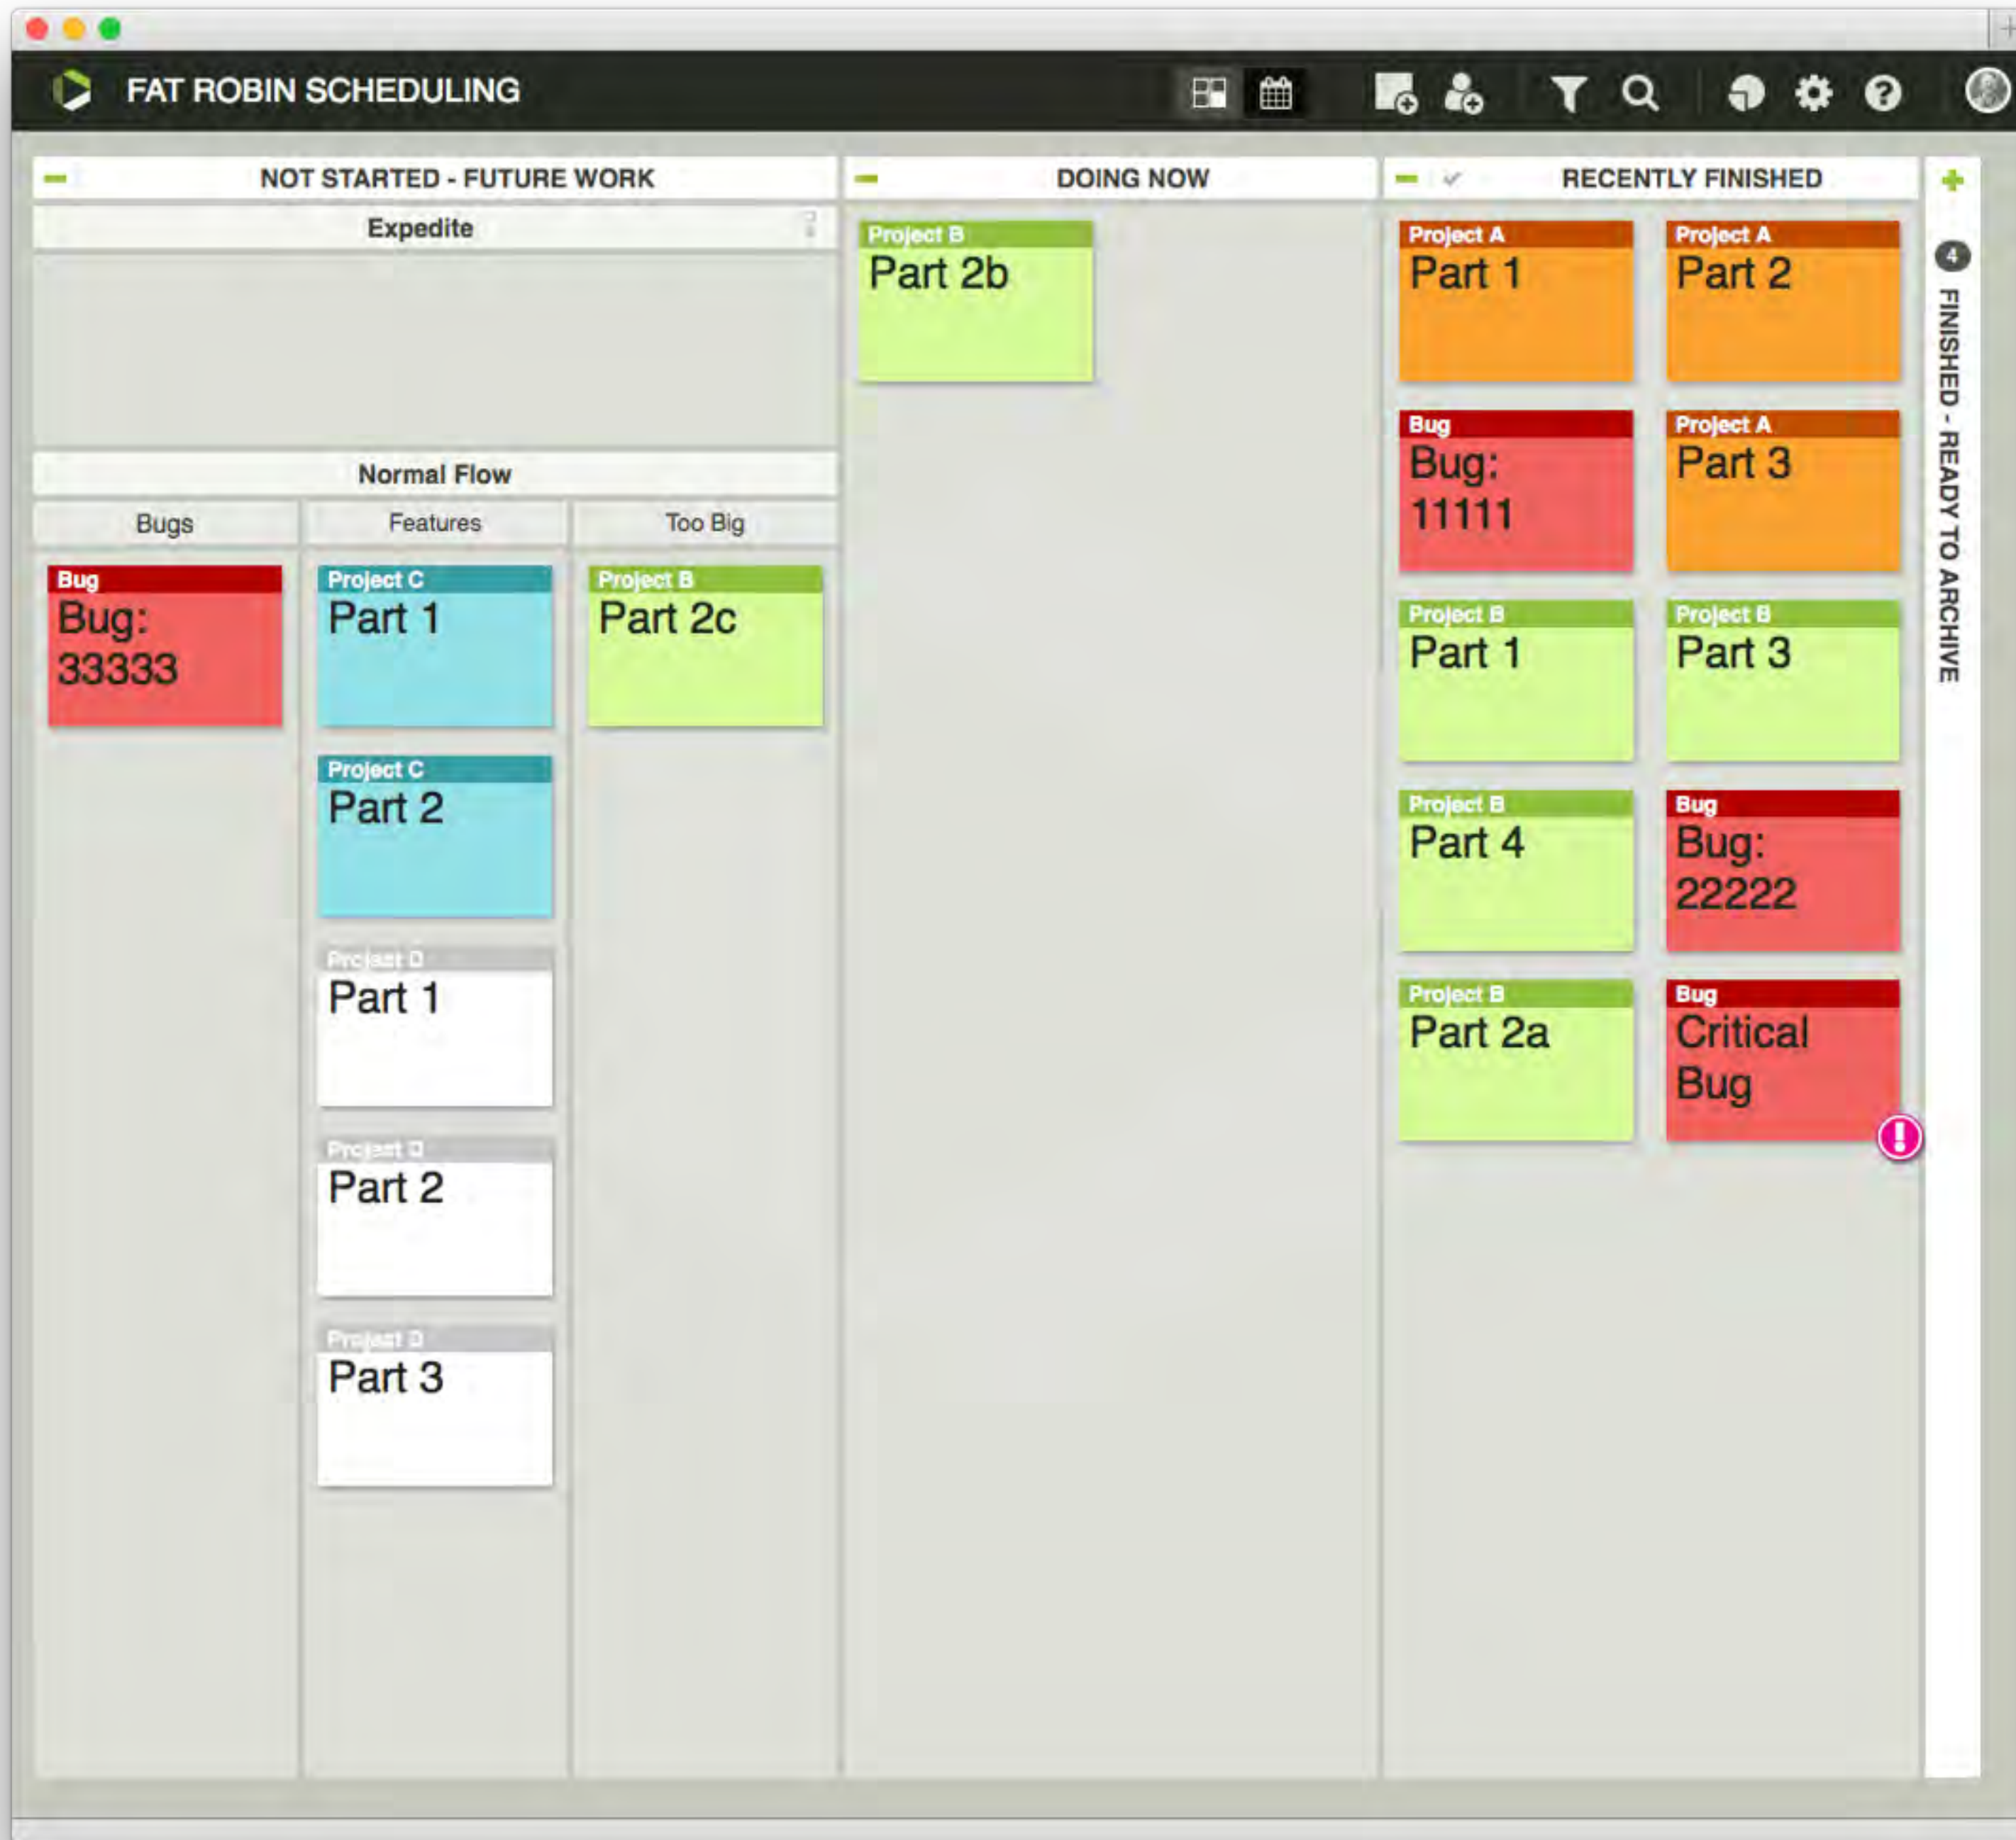 FAT ROBIN SCHEDULING
NOT STARTED - FUTURE WORK
Expedite
Normal Flow
Bugs
Features
Too Big
Bug
Bug:
33333
Project C
Part 1
Project C
Part 2
Project D
Part 1
Project D
Part 2
Project D
Part 3
Project B
Part 2c
DOING NOW
Project B
Part 2b
RECENTLY FINISHED
Project A
Part 1
Project A
Part 2
Bug
Bug:
11111
Project A
Part 3
Project B
Part 1
Project B
Part 3
Project B
Part 4
Bug
Bug:
22222
Project B
Part 2a
Bug
Critical
Bug
4
FINISHED - READY TO ARCHIVE